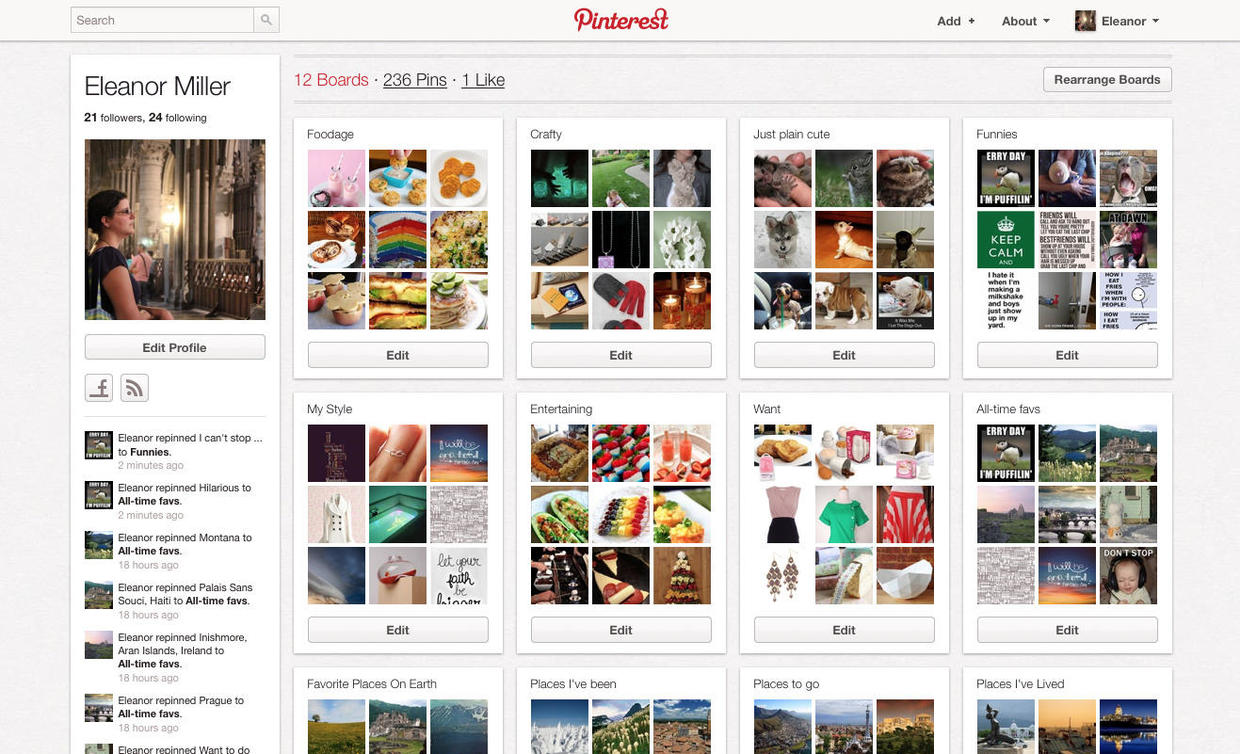 Search
Pinterest
Add +
About
Eleanor
Eleanor Miller
21 followers, 24 following
Edit Profile
Eleanor repinned I can't stop ...
to Funnies.
2 minutes ago
Eleanor repinned Hilarious to
All-time favs.
2 minutes ago
Eleanor repinned Montana to
All-time favs.
18 hours ago
Eleanor repinned Palais Sans
Souci, Haiti to All-time favs.
18 hours ago
Eleanor repinned Inishmore,
Aran Islands, Ireland to
All-time favs.
18 hours ago
Eleanor repinned Prague to
All-time favs.
18 hours ago
Eleanor repinned Want to do
12 Boards · 236 Pins · 1 Like
Rearrange Boards
Foodage
Edit
Crafty
Edit
Just plain cute
Edit
Funnies
ERRY DAY
I'M PUFFILIN'
OMG!
KEEP
CALM
AND
FRIENDS WILL
BESTFRIENDS WILL
AT DAWN
I hate it
when I'm
making a
milkshake
and boys
just show
up in my
yard.
HOW I
EAT
FRIES
WHEN
I'M WITH
PEOPLE:
HOW I
EAT
FRIES
Edit
My Style
let your
faith
be
bigger
Edit
Entertaining
Edit
Want
Edit
All-time favs
ERRY DAY
I'M PUFFILIN'
DON'T STOP
Edit
Favorite Places On Earth
Places I've been
Places to go
Places I've Lived